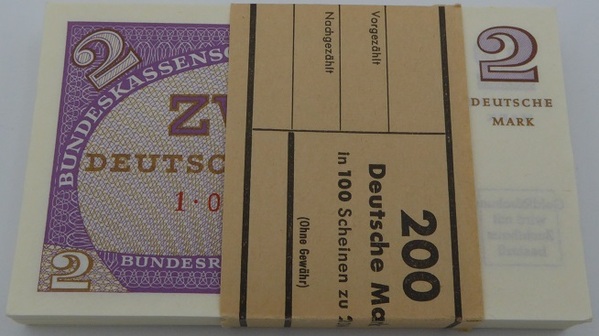 2
BUNDESKASSENSC
ZW
DEUTSC
1·0
2
BUNDESR
Vorgezählt
Nachgezählt
200
Deutsche Ma
in 100 Scheinen zu 2
(Ohne Gewähr)
2
DEUTSCHE
MARK